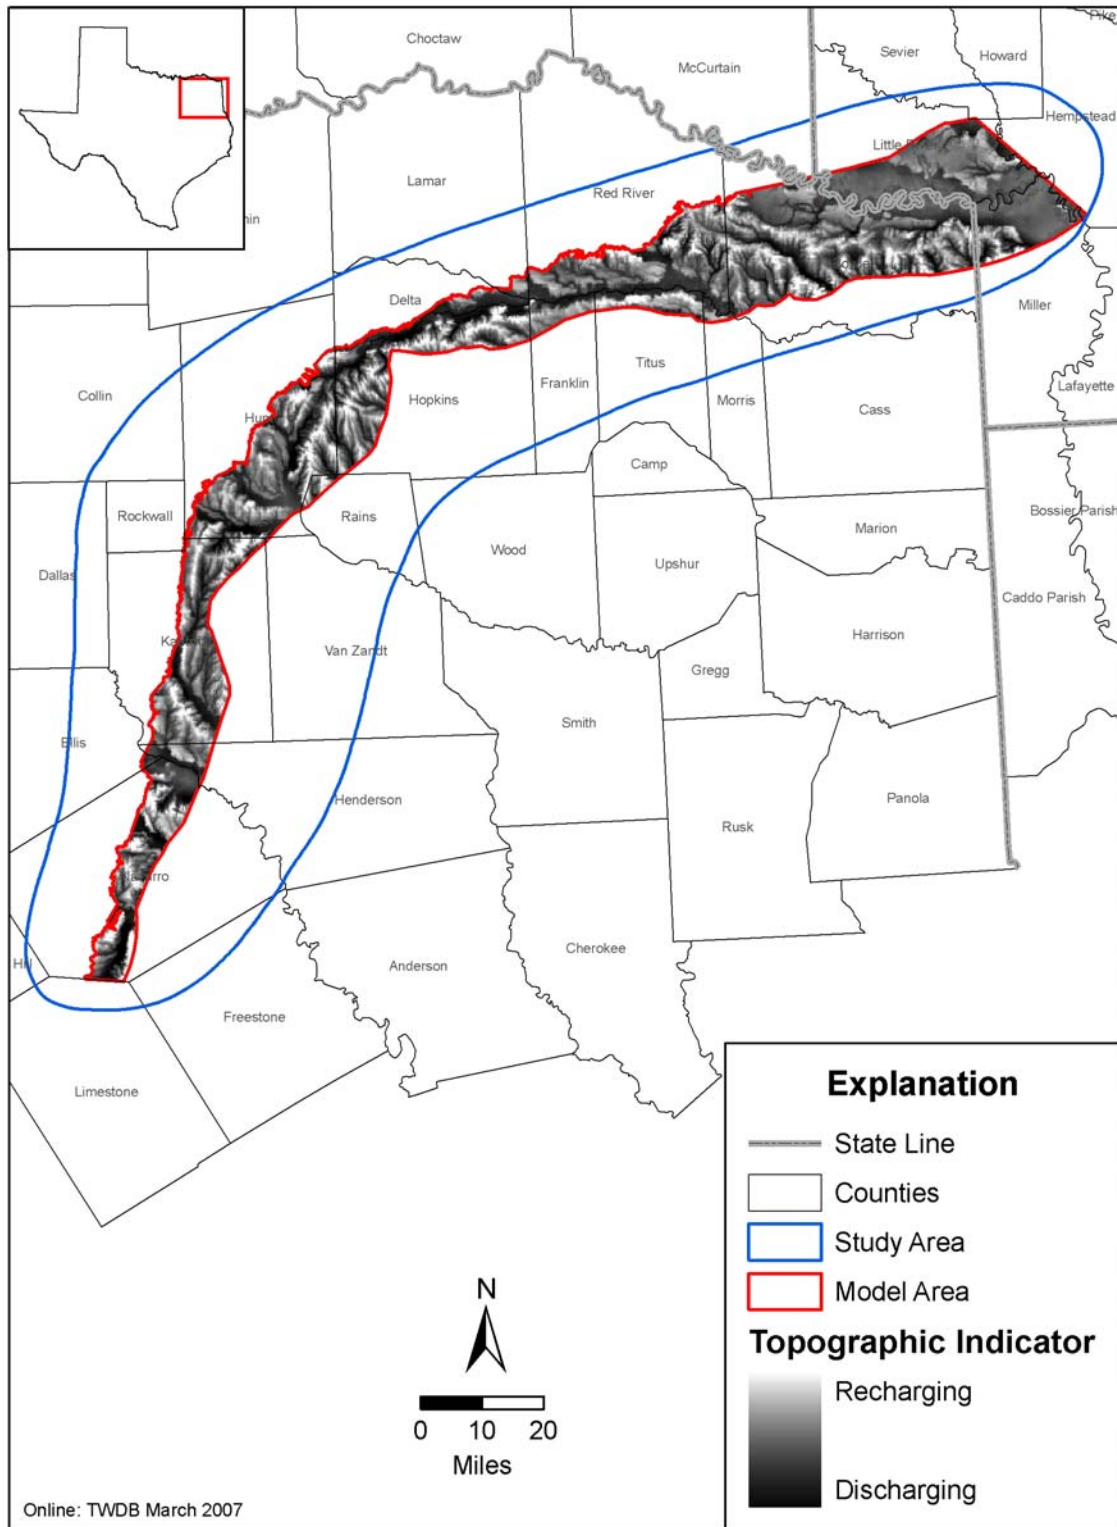 Pike
Choctaw
Sevier
Howard
McCurtain
Hempstead
Little
Lamar
Red River
Delta
Miller
Titus
Franklin
Hopkins
Morris
Lafayette
Collin
Cass
Camp
Rockwall
Rains
Bossier Parish
Marion
Wood
Upshur
Dallas
Caddo Parish
Harrison
Van Zandt
Gregg
Smith
Ellis
Henderson
Panola
Rusk
Cherokee
Anderson
Hill
Freestone
Limestone
Explanation
State Line
Counties
Study Area
Model Area
Topographic Indicator
Recharging
Discharging
N
0 10 20
Miles
Online: TWDB March 2007